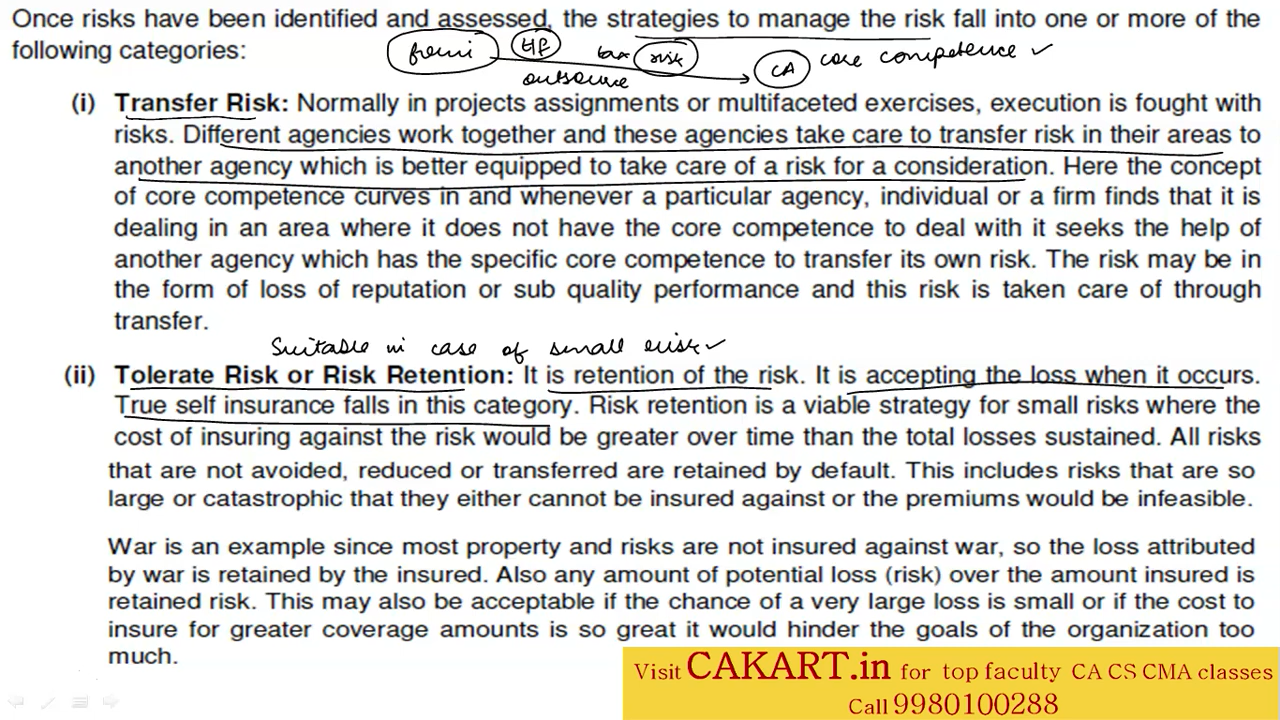 Once risks have been identified and assessed, the strategies to manage the risk fall into one or more of the
following categories:
tax risk CA core competence ✓
outsource
(i) Transfer Risk: Normally in projects assignments or multifaceted exercises, execution is fought with
risks. Different agencies work together and these agencies take care to transfer risk in their areas to
another agency which is better equipped to take care of a risk for a consideration. Here the concept
of core competence curves in and whenever a particular agency, individual or a firm finds that it is
dealing in an area where it does not have the core competence to deal with it seeks the help of
another agency which has the specific core competence to transfer its own risk. The risk may be in
the form of loss of reputation or sub quality performance and this risk is taken care of through
transfer.
Suitable in case of small risk ✓
(ii) Tolerate Risk or Risk Retention: It is retention of the risk. It is accepting the loss when it occurs.
True self insurance falls in this category. Risk retention is a viable strategy for small risks where the
cost of insuring against the risk would be greater over time than the total losses sustained. All risks
that are not avoided, reduced or transferred are retained by default. This includes risks that are so
large or catastrophic that they either cannot be insured against or the premiums would be infeasible.
War is an example since most property and risks are not insured against war, so the loss attributed
by war is retained by the insured. Also any amount of potential loss (risk) over the amount insured is
retained risk. This may also be acceptable if the chance of a very large loss is small or if the cost to
insure for greater coverage amounts is so great it would hinder the goals of the organization too
much.
Visit CAKART.in for top faculty CA CS CMA classes
Call 9980100288